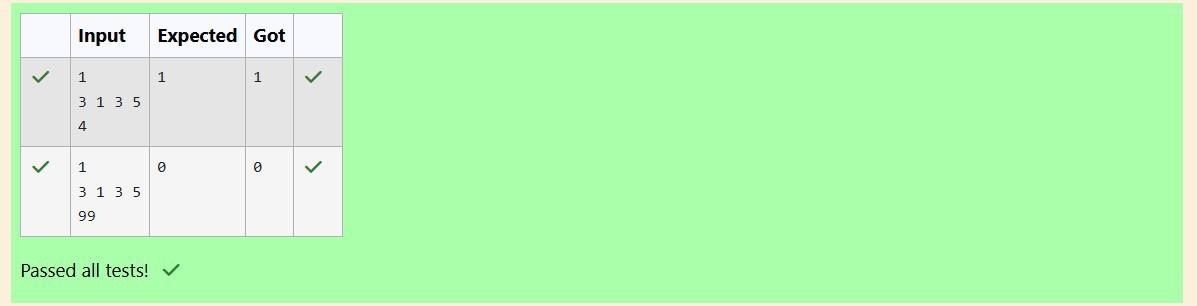 Input Expected Got
1 1 1
3 1 3 5
4
1 0 0
3 1 3 5
99
Passed all tests!